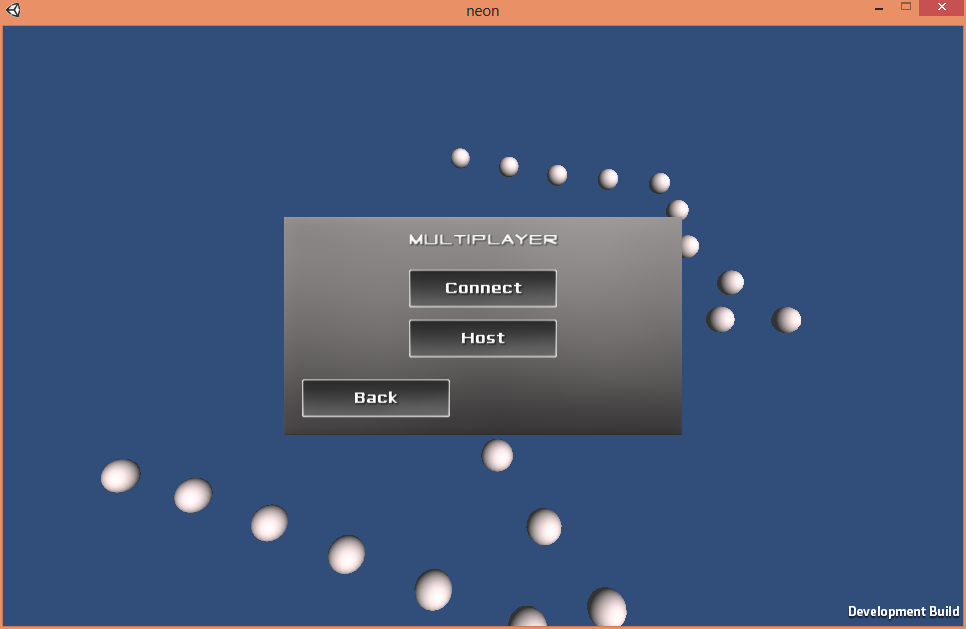 neon
MULTIPLAYER
Connect
Host
Back
Development Build